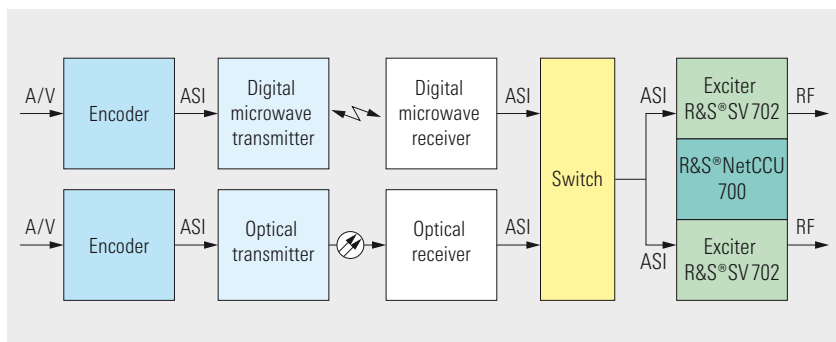 A/V
Encoder
ASI
Digital
microwave
transmitter
Digital
microwave
receiver
ASI
Switch
ASI
Exciter
R&S®SV 702
RF
R&S®NetCCU
700
A/V
Encoder
ASI
Optical
transmitter
Optical
receiver
ASI
ASI
Exciter
R&S®SV 702
RF